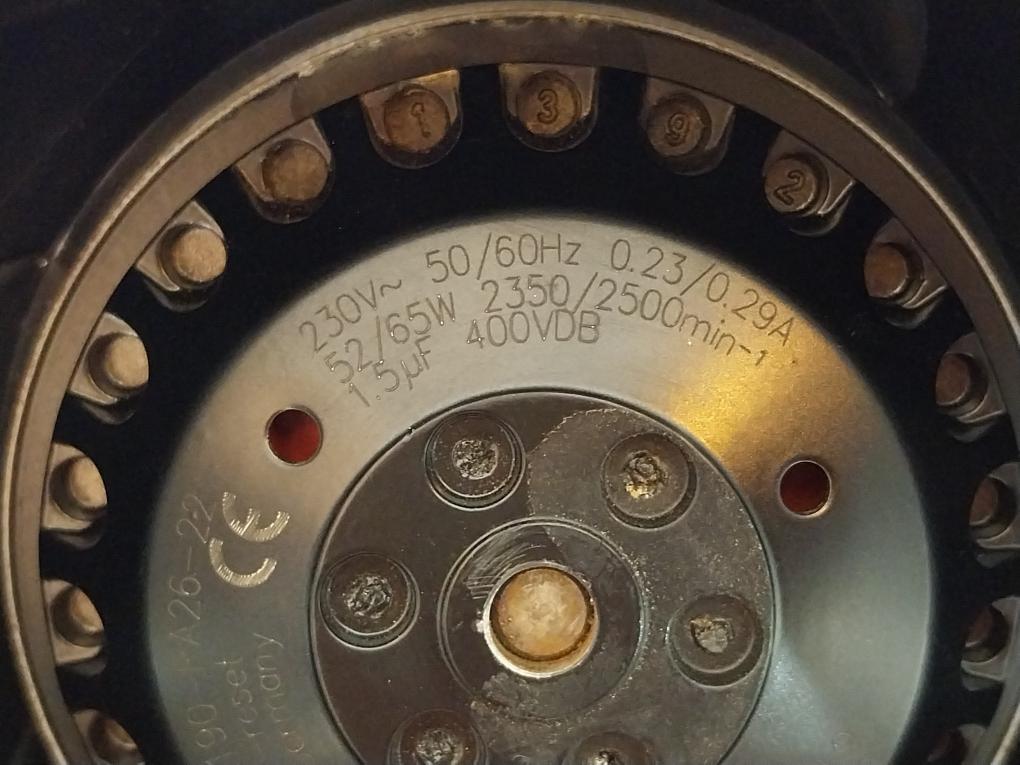 1 3 9 2
230V~ 50/60Hz 0.23/0.29A
52/65W 2350/2500min-1
1.5µF 400VDB
CE
A26-22